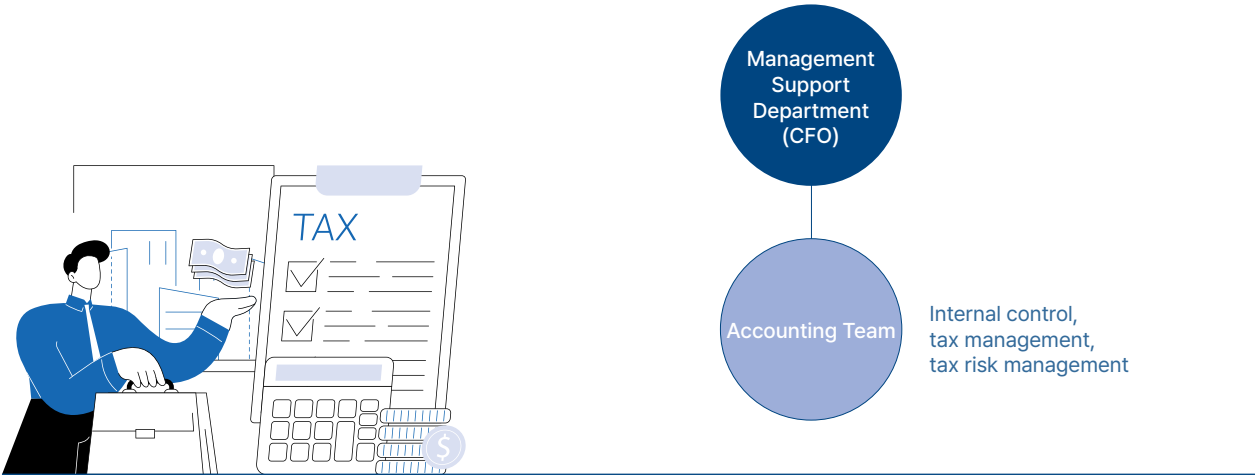 Management
Support
Department
(CFO)
TAX
Accounting Team
Internal control,
tax management,
tax risk management
$